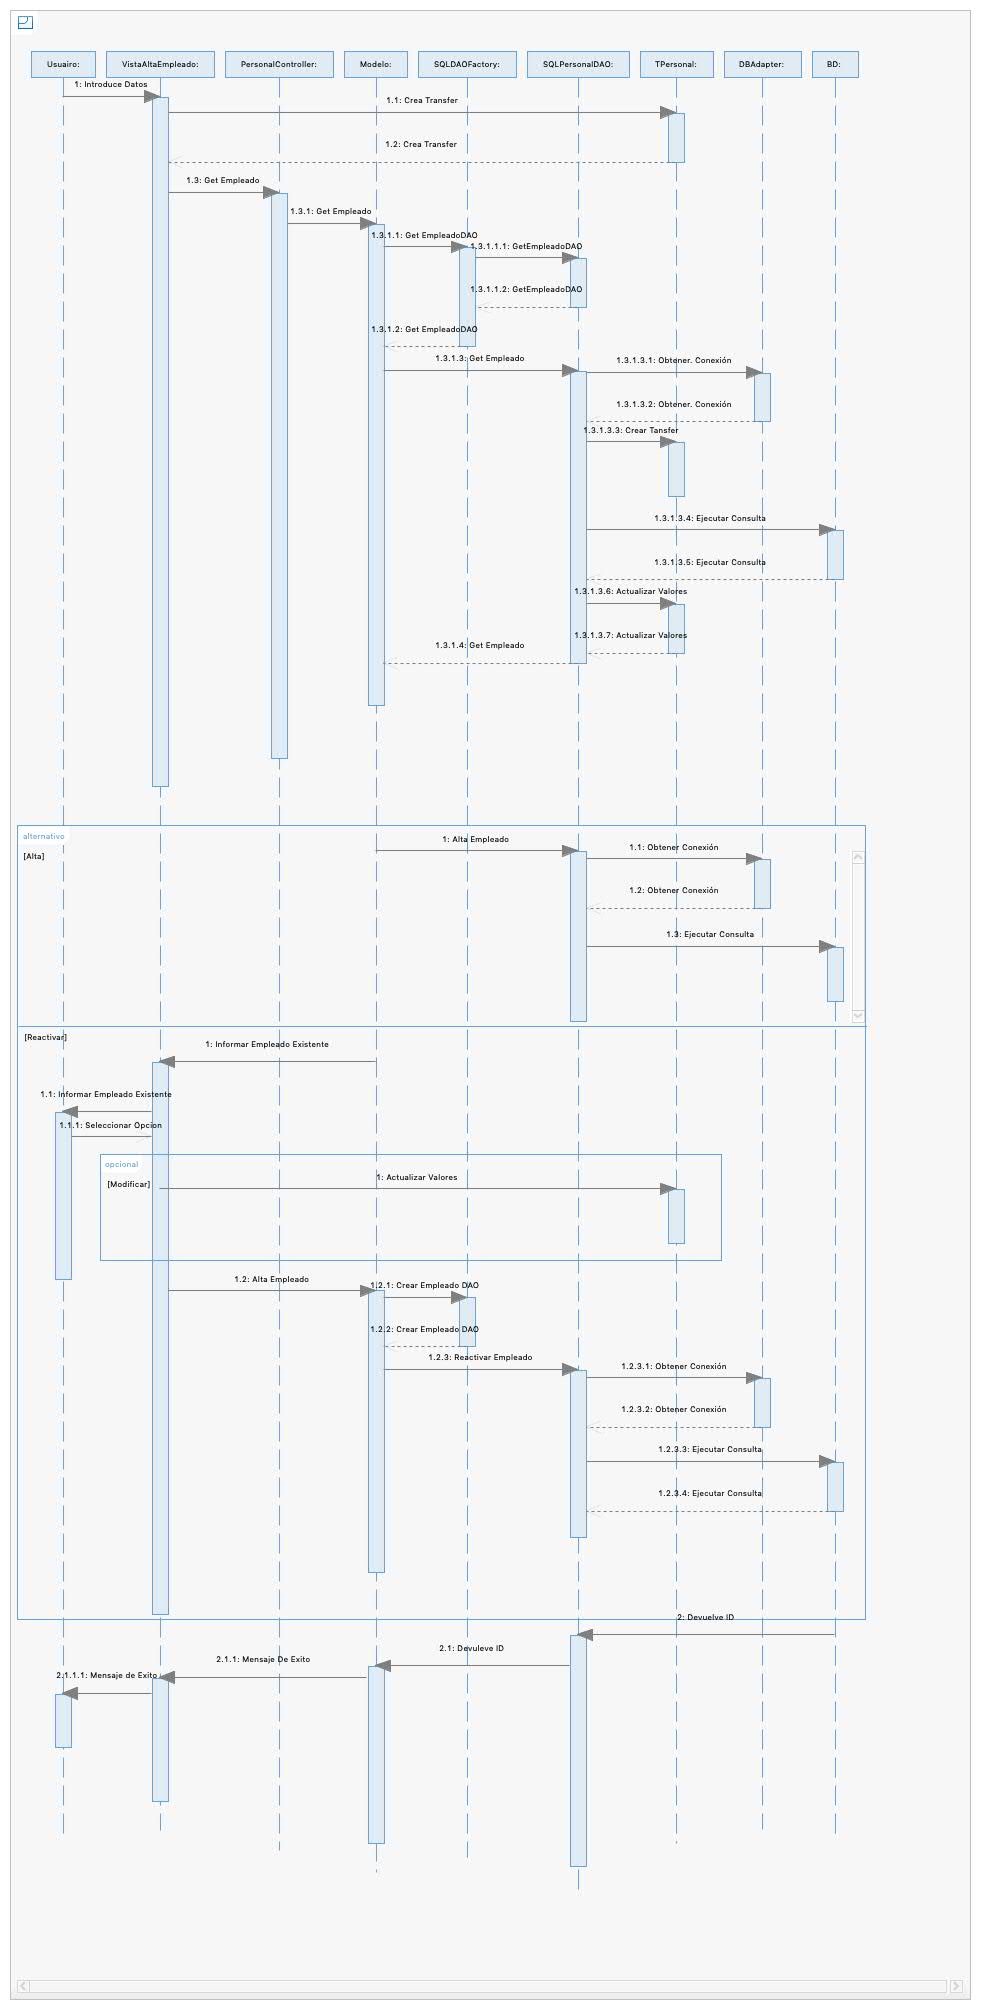 Usuairo:
VistaAltaEmpleado:
PersonalController:
Modelo:
SQLDAOFactory:
SQLPersonalDAO:
TPersonal:
DBAdapter:
BD:
1: Introduce Datos
1.1: Crea Transfer
1.2: Crea Transfer
1.3: Get Empleado
1.3.1: Get Empleado
1.3.1.1: Get EmpleadoDAO
1.3.1.1.1: GetEmpleadoDAO
1.3.1.1.2: GetEmpleadoDAO
1.3.1.2: Get EmpleadoDAO
1.3.1.3: Get Empleado
1.3.1.3.1: Obtener. Conexión
1.3.1.3.2: Obtener. Conexión
1.3.1.3.3: Crear Tansfer
1.3.1.3.4: Ejecutar Consulta
1.3.1.3.5: Ejecutar Consulta
1.3.1.3.6: Actualizar Valores
1.3.1.3.7: Actualizar Valores
1.3.1.4: Get Empleado
alternativo
[Alta]
1: Alta Empleado
1.1: Obtener Conexión
1.2: Obtener Conexión
1.3: Ejecutar Consulta
[Reactivar]
1: Informar Empleado Existente
1.1: Informar Empleado Existente
1.1.1: Seleccionar Opcion
opcional
[Modificar]
1: Actualizar Valores
1.2: Alta Empleado
1.2.1: Crear Empleado DAO
1.2.2: Crear Empleado DAO
1.2.3: Reactivar Empleado
1.2.3.1: Obtener Conexión
1.2.3.2: Obtener Conexión
1.2.3.3: Ejecutar Consulta
1.2.3.4: Ejecutar Consulta
2: Devuelve ID
2.1: Devuleve ID
2.1.1: Mensaje De Exito
2.1.1.1: Mensaje de Exito